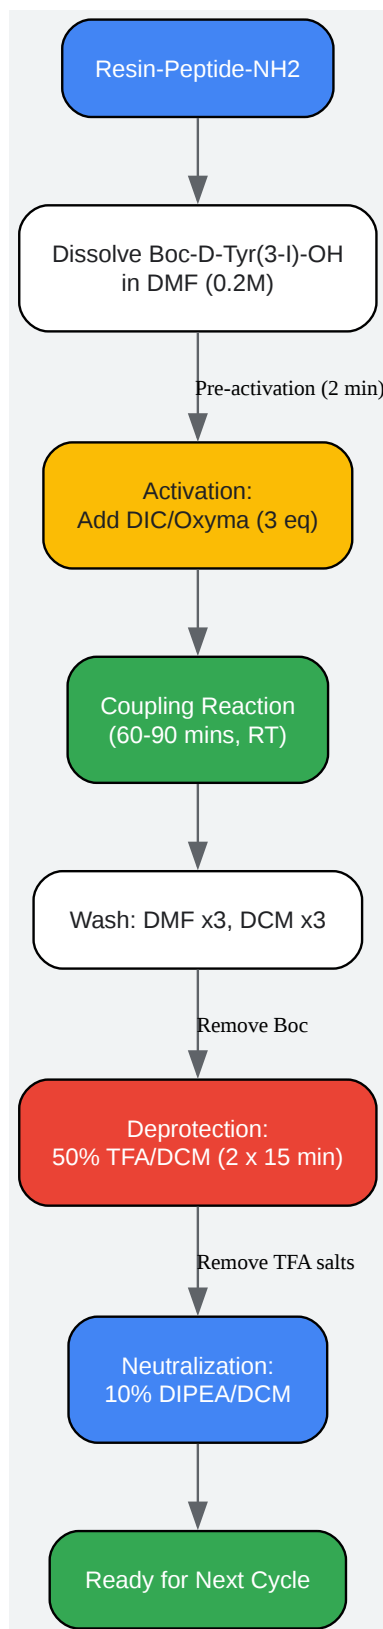 Resin-Peptide-NH2
Dissolve Boc-D-Tyr(3-I)-OH
in DMF (0.2M)
Pre-activation (2 min)
Activation:
Add DIC/Oxyma (3 eq)
Coupling Reaction
(60-90 mins, RT)
Wash: DMF x3, DCM x3
Remove Boc
Deprotection:
50% TFA/DCM (2 x 15 min)
Remove TFA salts
Neutralization:
10% DIPEA/DCM
Ready for Next Cycle